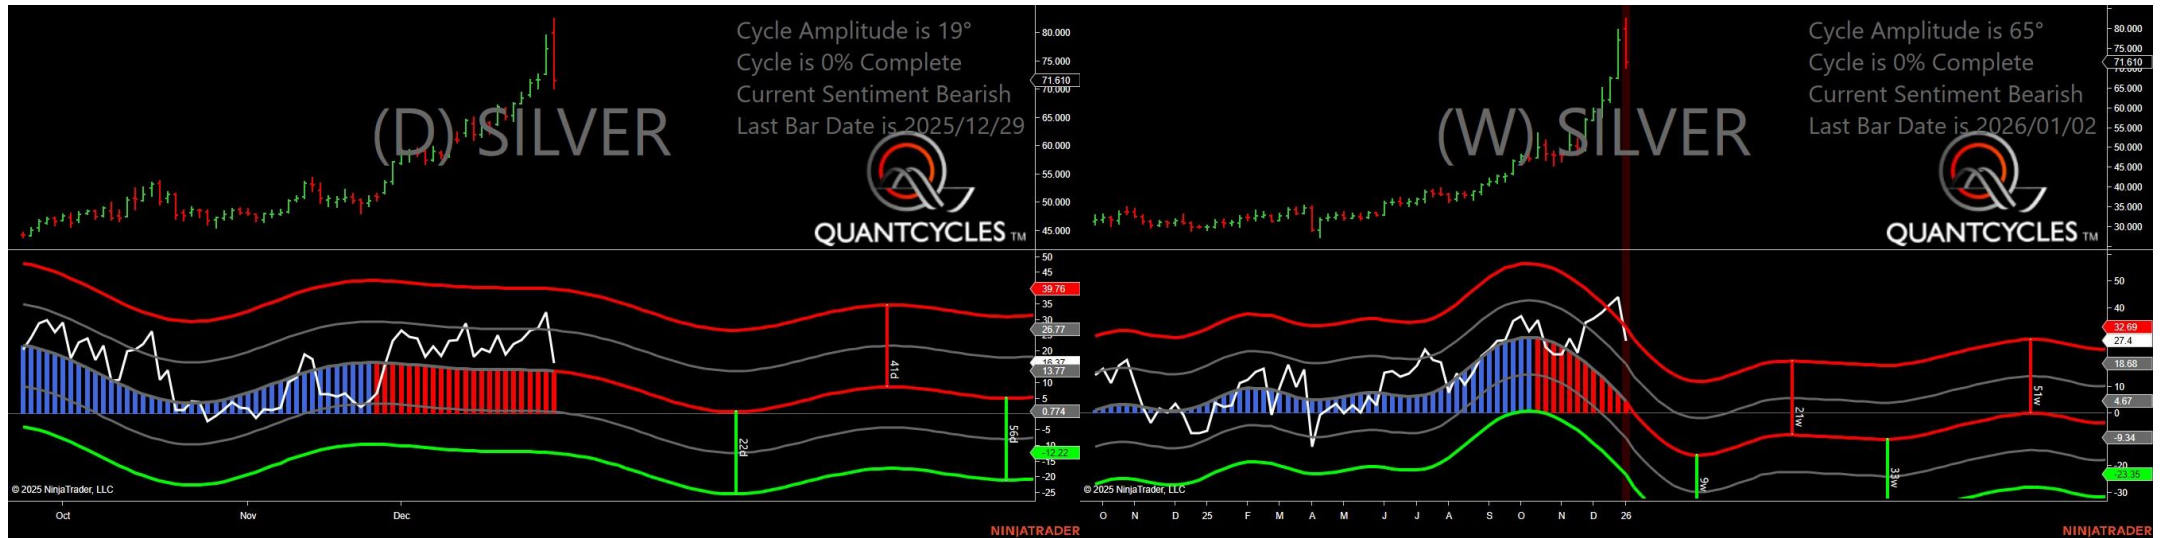 (D) SILVER
Cycle Amplitude is 19°
Cycle is 0% Complete
Current Sentiment Bearish
Last Bar Date is 2025/12/29
QUANTCYCLES TM
80.000
75.000
71.610
70.000
65.000
60.000
55.000
50.000
45.000
50
45
39.76
35
30
26.77
20
16.37
13.77
10
5
0.774
-5
-10
-12.22
-15
-20
-25
41d
22d
56d
© 2025 NinjaTrader, LLC
Oct
Nov
Dec
NINJATRADER
(W) SILVER
Cycle Amplitude is 65°
Cycle is 0% Complete
Current Sentiment Bearish
Last Bar Date is 2026/01/02
QUANTCYCLES TM
80.000
75.000
71.610
65.000
60.000
55.000
50.000
45.000
40.000
35.000
30.000
50
40
32.69
27.4
18.68
10
4.67
0
-9.34
-20
-23.35
-30
9w
21w
33w
51w
© 2025 NinjaTrader, LLC
O N D 25 F M A M J J A S O N D 26
NINJATRADER